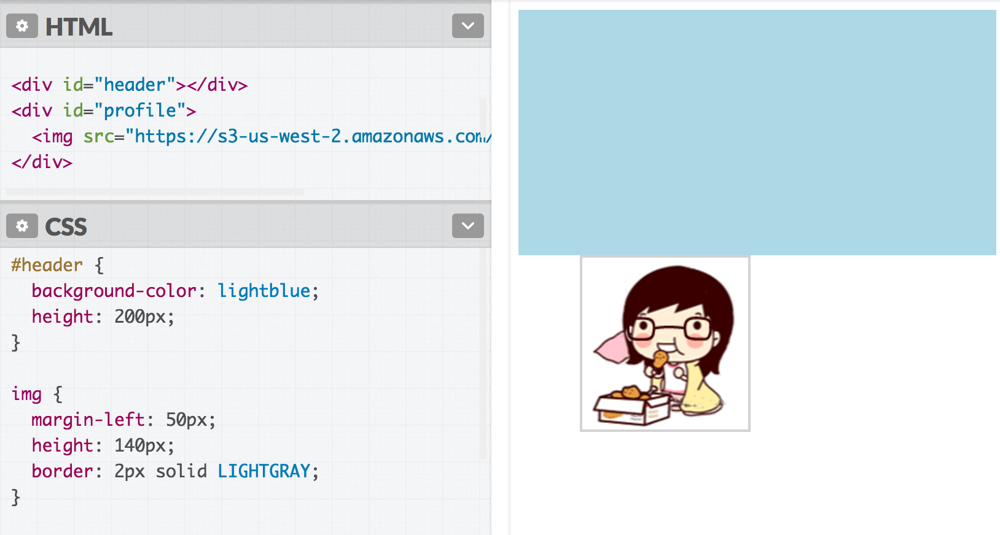 HTML
<div id="header"></div>
<div id="profile">
<img src="https://s3-us-west-2.amazonaws.com/
</div>
CSS
#header {
background-color: lightblue;
height: 200px;
}
img {
margin-left: 50px;
height: 140px;
border: 2px solid LIGHTGRAY;
}